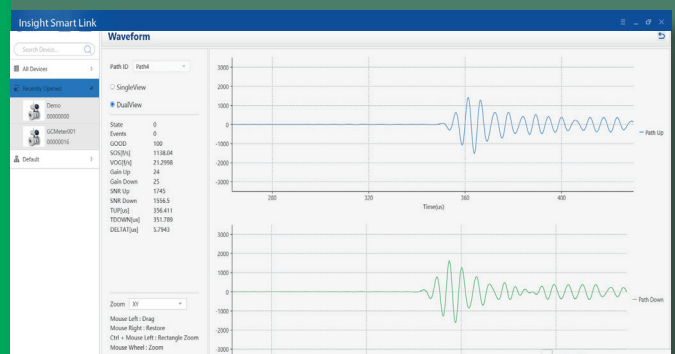 Insight Smart Link
Waveform
Search Device...
All Devices
Recently Opened
Demo
00000000
GCMeter001
00000016
Default
Path ID Path4
SingleView
DualView
State 0
Events 0
GOOD 100
SOS[f/s] 1138.04
VOG[f/s] 21.2998
Gain Up 24
Gain Down 25
SNR Up 1745
SNR Down 1556.5
TUP[us] 356.411
TDOWN[us] 351.789
DELTAT[us] 5.7943
Zoom XY
Mouse Left : Drag
Mouse Right : Restore
Ctrl + Mouse Left : Rectangle Zoom
Mouse Wheel : Zoom
3000
2000
1000
0
-1000
-2000
-3000
280 320 360 400
Time(us)
Path Up
3000
2000
1000
0
-1000
-2000
-3000
Path Down